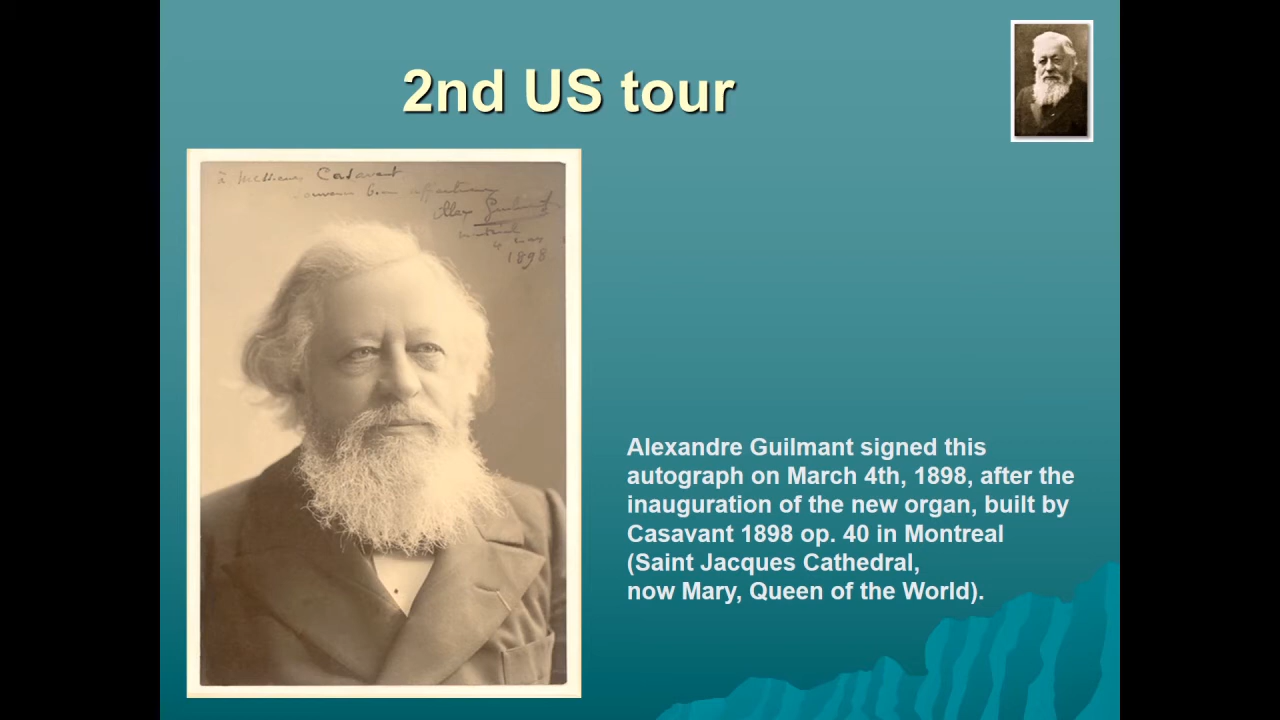 2nd US tour
à Messieurs Casavant
Alex Guilmant
4
1898
Alexandre Guilmant signed this
autograph on March 4th, 1898, after the
inauguration of the new organ, built by
Casavant 1898 op. 40 in Montreal
(Saint Jacques Cathedral,
now Mary, Queen of the World).